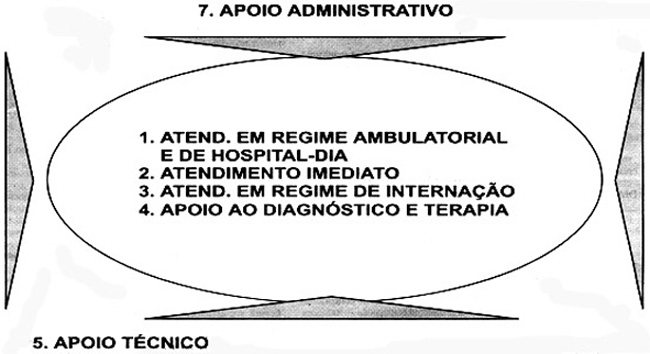 7. APOIO ADMINISTRATIVO
1. ATEND. EM REGIME AMBULATORIAL
E DE HOSPITAL-DIA
2. ATENDIMENTO IMEDIATO
3. ATEND. EM REGIME DE INTERNAÇÃO
4. APOIO AO DIAGNÓSTICO E TERAPIA
5. APOIO TÉCNICO